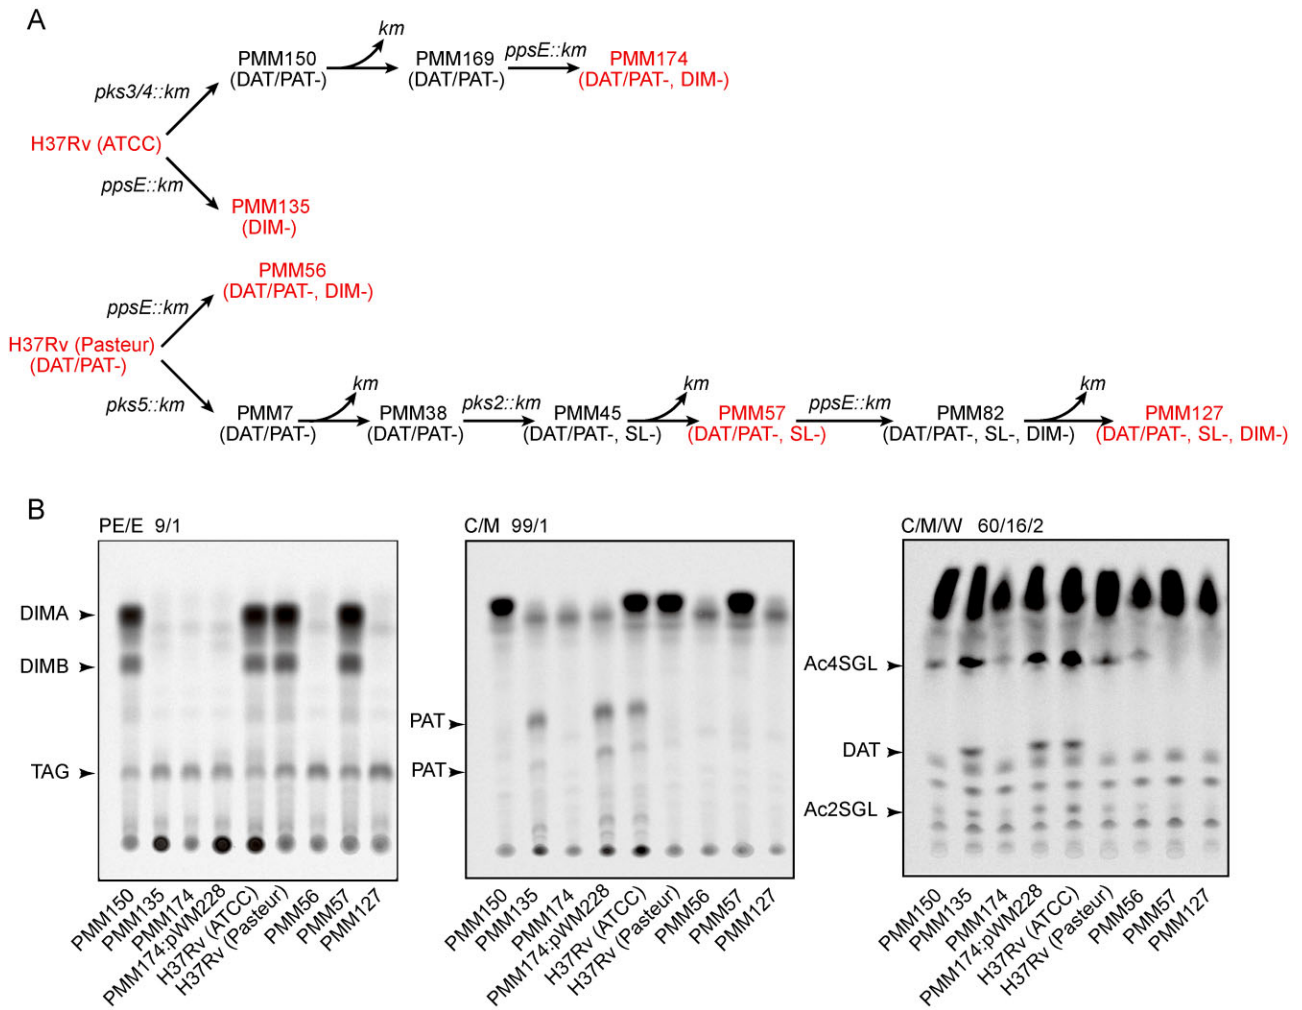 A
km
PMM150
(DAT/PAT-)
PMM169
(DAT/PAT-)
ppsE::km
PMM174
(DAT/PAT-, DIM-)
pks3/4::km
H37Rv (ATCC)
ppsE::km
PMM135
(DIM-)
PMM56
(DAT/PAT-, DIM-)
ppsE::km
H37Rv (Pasteur)
(DAT/PAT-)
pks5::km
PMM7
(DAT/PAT-)
km
PMM38
(DAT/PAT-)
pks2::km
PMM45
(DAT/PAT-, SL-)
km
PMM57
(DAT/PAT-, SL-)
ppsE::km
PMM82
(DAT/PAT-, SL-, DIM-)
km
PMM127
(DAT/PAT-, SL-, DIM-)
B
PE/E 9/1
DIMA
DIMB
TAG
PMM150
PMM135
PMM174
PMM174:pWM228
H37Rv (ATCC)
H37Rv (Pasteur)
PMM56
PMM57
PMM127
C/M 99/1
PAT
PAT
PMM150
PMM135
PMM174
PMM174:pWM228
H37Rv (ATCC)
H37Rv (Pasteur)
PMM56
PMM57
PMM127
C/M/W 60/16/2
Ac4SGL
DAT
Ac2SGL
PMM150
PMM135
PMM174
PMM174:pWM228
H37Rv (ATCC)
H37Rv (Pasteur)
PMM56
PMM57
PMM127